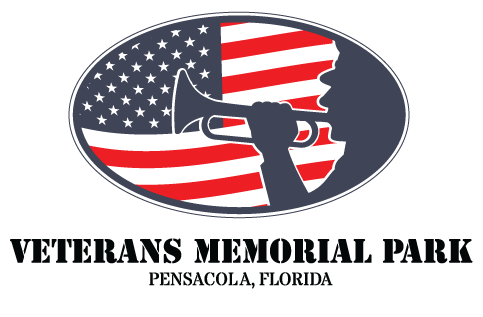 VETERANS MEMORIAL PARK
PENSACOLA, FLORIDA